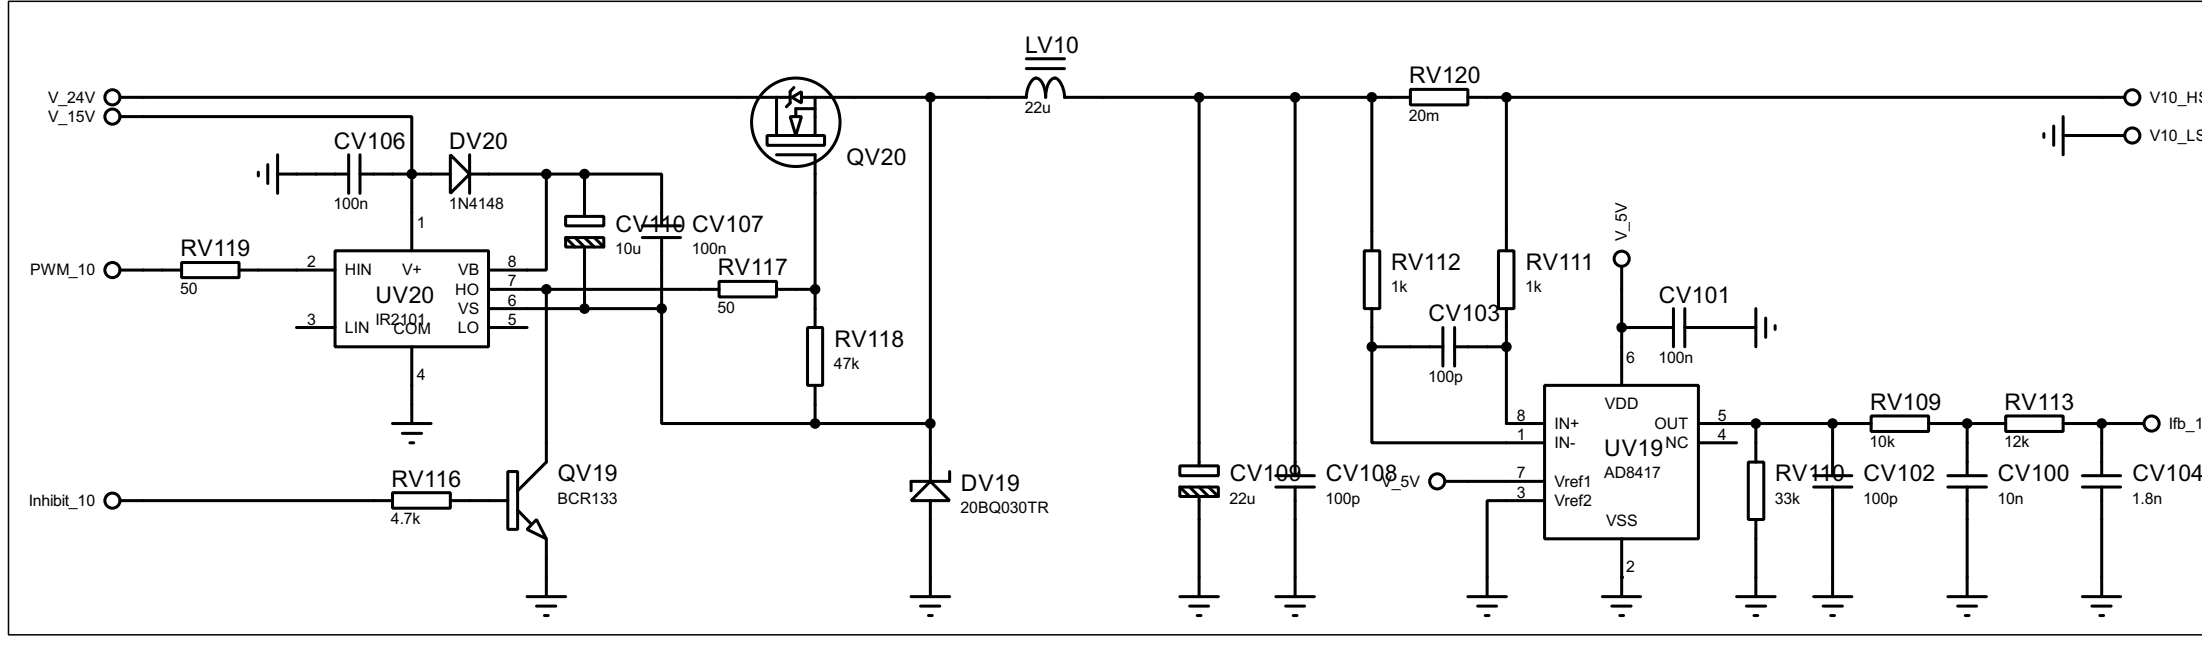 LV10
22u
RV120
20m
V_24V
V_15V
V10_HS
V10_LS
CV106
100n
DV20
1N4148
QV20
1
CV110
10u
CV107
100n
V_5V
PWM_10
RV119
50
2
HIN
V+
VB
8
HO
7
VS
6
3
LIN
COM
LO
5
UV20
IR2101
4
RV117
50
RV118
47k
RV112
1k
RV111
1k
CV103
100p
CV101
100n
6
Inhibit_10
RV116
4.7k
QV19
BCR133
DV19
20BQ030TR
CV109
22u
CV108
100p
V_5V
VDD
8
IN+
1
IN-
7
Vref1
3
Vref2
OUT
5
NC
4
UV19
AD8417
VSS
2
RV109
10k
RV113
12k
Ifb_1
RV110
33k
CV102
100p
CV100
10n
CV104
1.8n